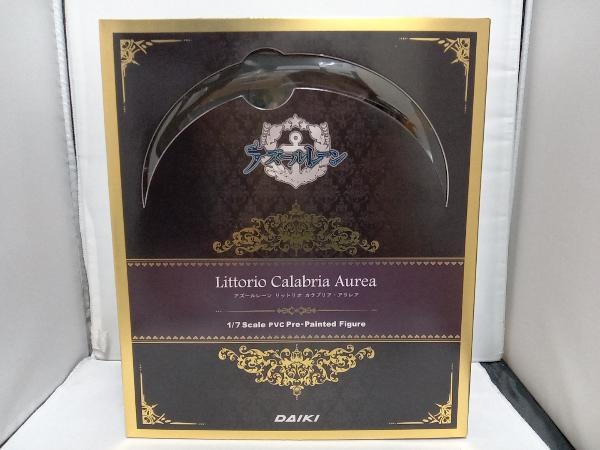 アズールレーン
Littorio Calabria Aurea
アズールレーン リットリオ カラブリア・アウレア
1/7 Scale PVC Pre-Painted Figure
DAIKI